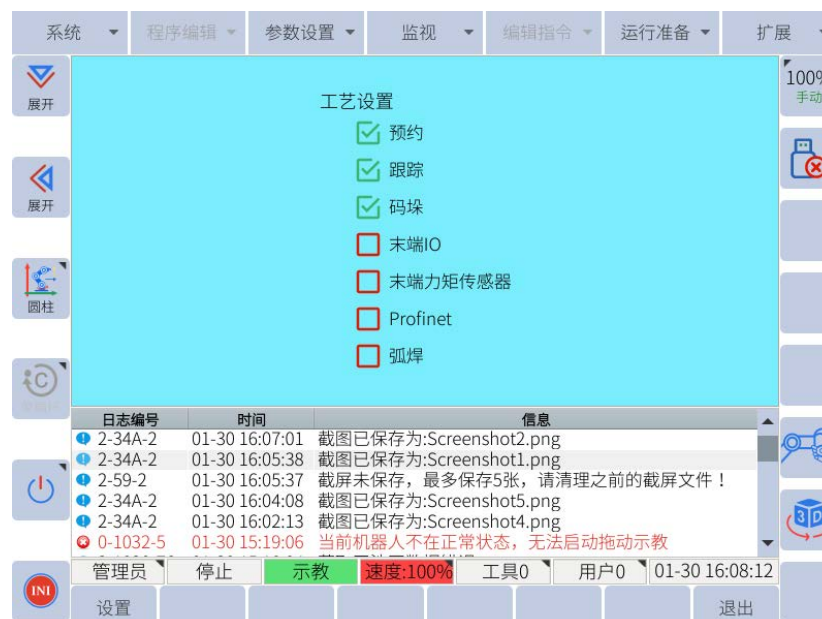 系统 程序编辑 参数设置 监视 编辑指令 运行准备 扩展
展开
100%
手动
工艺设置
预约
跟踪
码垛
末端IO
末端力矩传感器
Profinet
弧焊
展开
圆柱
日志编号 时间 信息
2-34A-2 01-30 16:07:01 截图已保存为:Screenshot2.png
2-34A-2 01-30 16:05:38 截图已保存为:Screenshot1.png
2-59-2 01-30 16:05:37 截屏未保存，最多保存5张，请清理之前的截屏文件！
2-34A-2 01-30 16:04:08 截图已保存为:Screenshot5.png
2-34A-2 01-30 16:02:13 截图已保存为:Screenshot4.png
0-1032-5 01-30 15:19:06 当前机器人不在正常状态，无法启动拖动示教
3D
管理员 停止 示教 速度:100% 工具0 用户0 01-30 16:08:12
INI
设置 退出